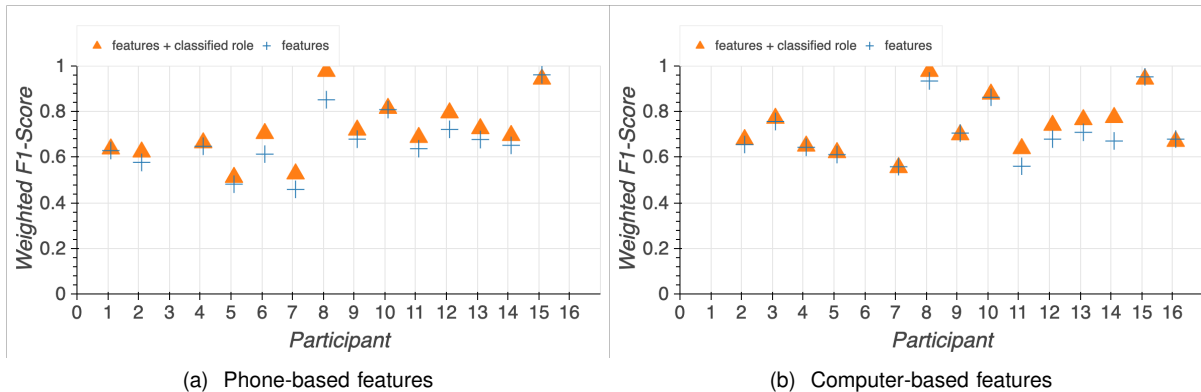 features + classified role features
1
0.8
0.6
0.4
0.2
0
Weighted F1-Score
0 1 2 3 4 5 6 7 8 9 10 11 12 13 14 15 16
Participant
(a) Phone-based features
features + classified role features
1
0.8
0.6
0.4
0.2
0
Weighted F1-Score
0 1 2 3 4 5 6 7 8 9 10 11 12 13 14 15 16
Participant
(b) Computer-based features